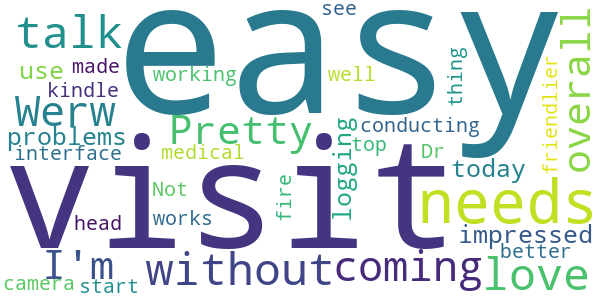 easy
see
talk
use
made
working
well
thing
friendlier
overall
kindle
Werw
Pretty
conducting
problems
logging
top
Dr
interface
medical
today
visit
needs
Not
fire
head
works
impressed
I'm
without
coming
better
love
camera
start